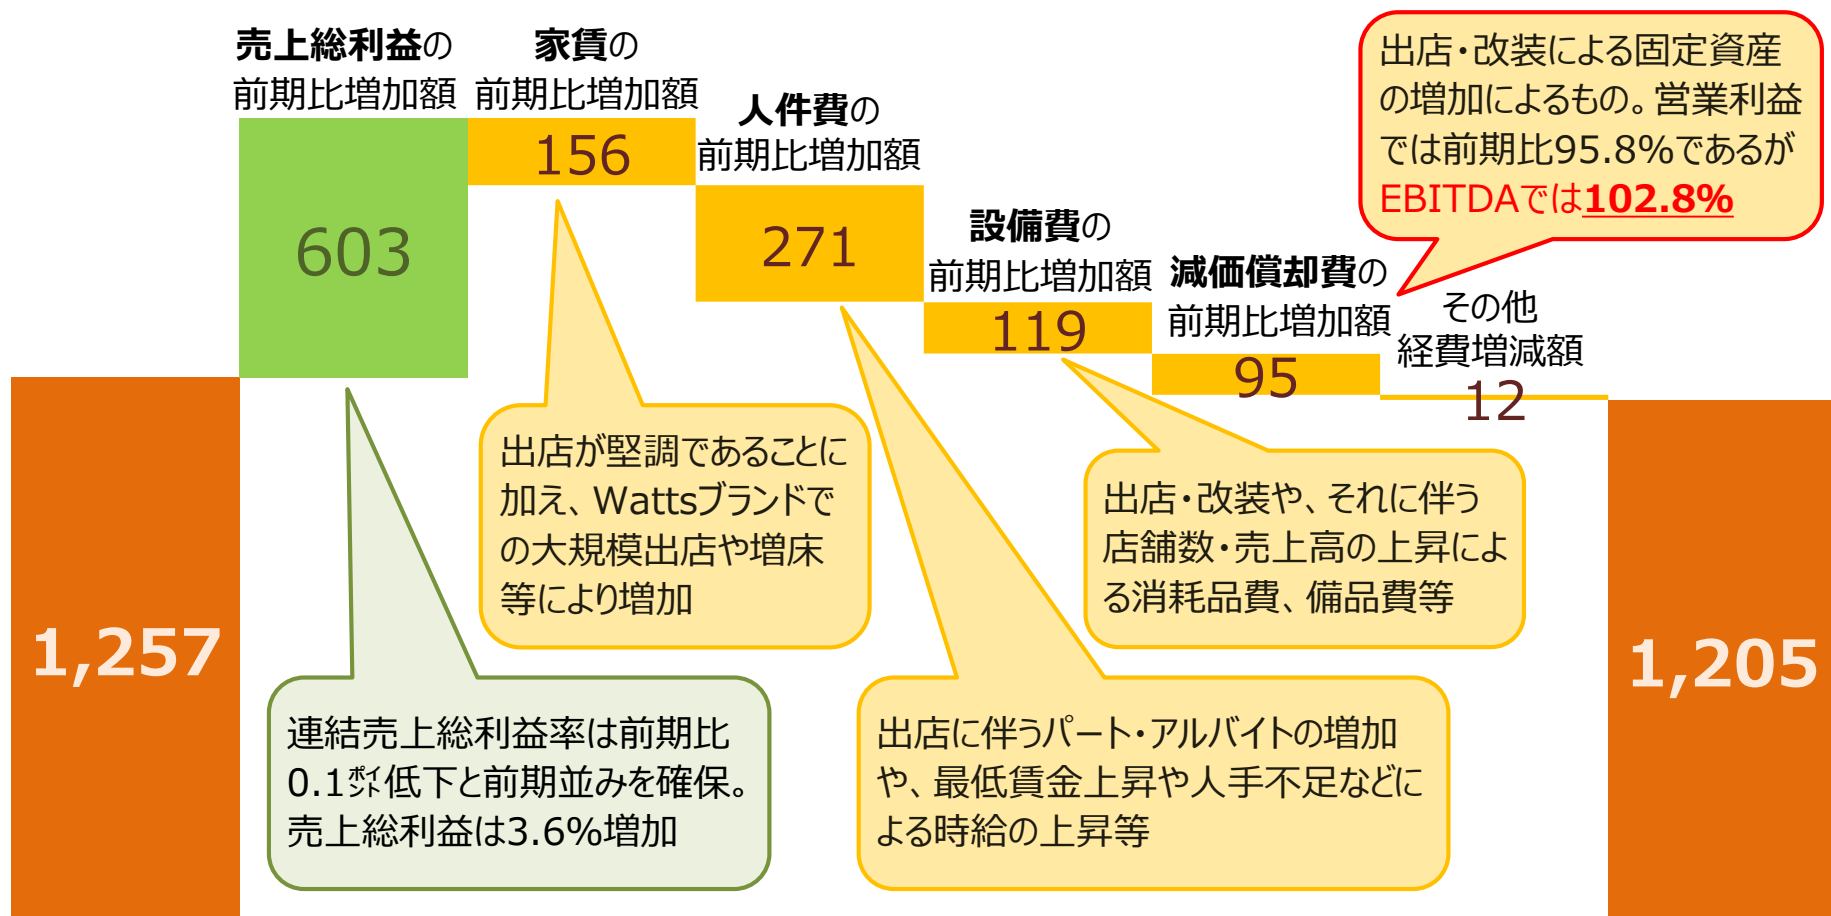 売上総利益の
前期比増加額
家賃の
前期比増加額
人件費の
前期比増加額
設備費の
前期比増加額
減価償却費の
前期比増加額
その他
経費増減額
出店・改装による固定資産
の増加によるもの。営業利益
では前期比95.8%であるが
EBITDAでは102.8%
603
156
271
119
95
12
1,257
1,205
出店が堅調であることに
加え、Wattsブランドで
の大規模出店や増床
等により増加
出店・改装や、それに伴う
店舗数・売上高の上昇によ
る消耗品費、備品費等
連結売上総利益率は前期比
0.1㌽低下と前期並みを確保。
売上総利益は3.6%増加
出店に伴うパート・アルバイトの増加
や、最低賃金上昇や人手不足などに
よる時給の上昇等